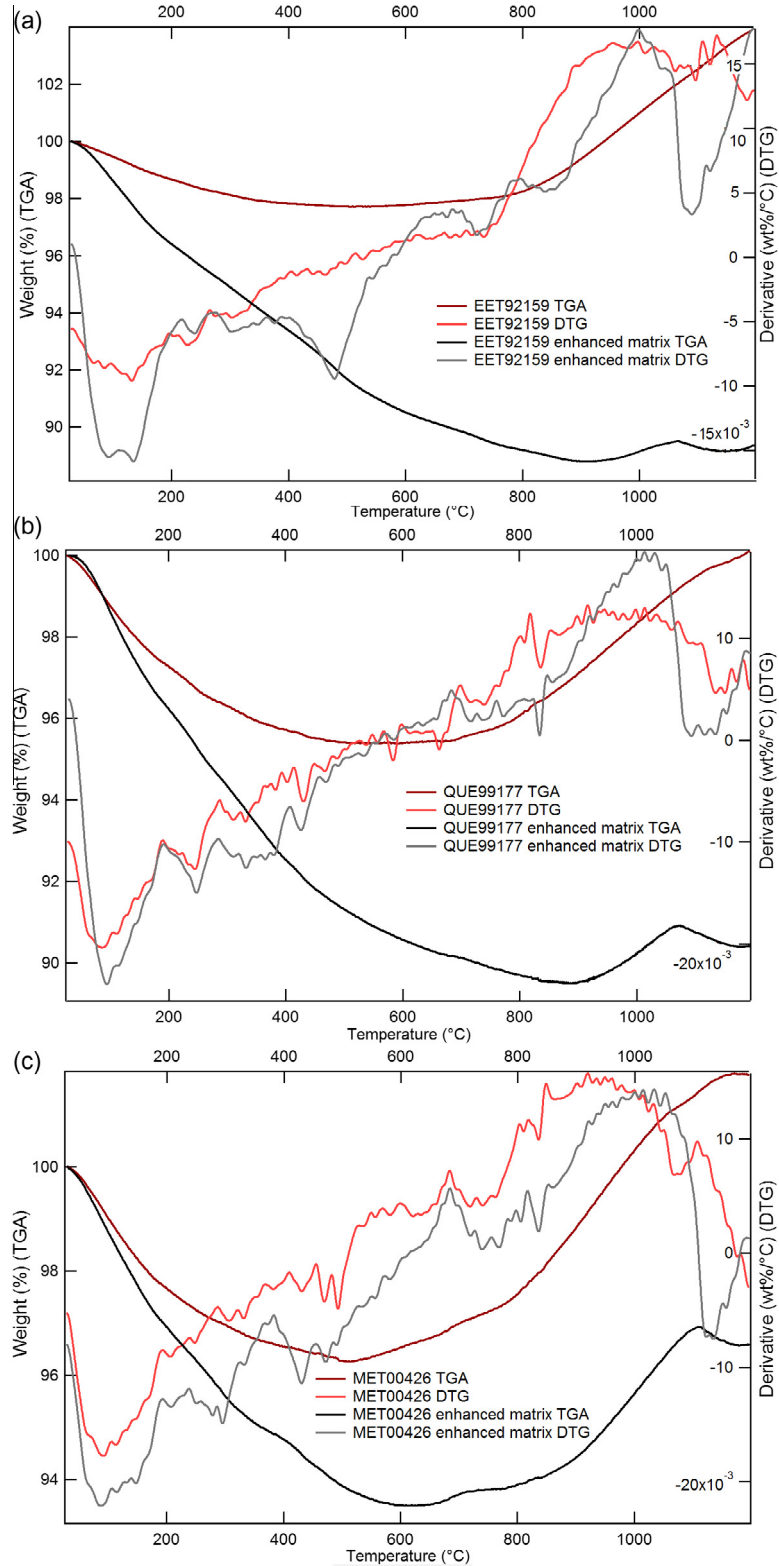 (a)
200 400 600 800 1000
102
100
98
96
94
92
90
15
10
5
0
-5
-10
-15x10⁻³
Weight (%) (TGA)
Derivative (wt%/°C) (DTG)
EET92159 TGA
EET92159 DTG
EET92159 enhanced matrix TGA
EET92159 enhanced matrix DTG
200 400 600 800 1000
Temperature (°C)
(b)
200 400 600 800 1000
100
98
96
94
92
90
10
0
-10
-20x10⁻³
Weight (%) (TGA)
Derivative (wt%/°C) (DTG)
QUE99177 TGA
QUE99177 DTG
QUE99177 enhanced matrix TGA
QUE99177 enhanced matrix DTG
200 400 600 800 1000
Temperature (°C)
(c)
200 400 600 800 1000
100
98
96
94
10
0
-10
-20x10⁻³
Weight (%) (TGA)
Derivative (wt%/°C) (DTG)
MET00426 TGA
MET00426 DTG
MET00426 enhanced matrix TGA
MET00426 enhanced matrix DTG
200 400 600 800 1000
Temperature (°C)